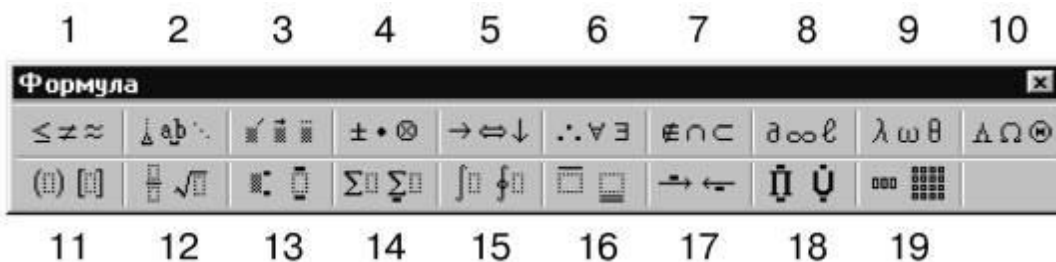 1 2 3 4 5 6 7 8 9 10
Формула
≤ ≠ ≈ ab ⋱ ± • ⊗ → ⇔ ↓ ∴ ∀ ∃ ∉ ∩ ⊂ ∂ ∞ ℓ λ ω θ Λ Ω Θ
() [] √ Σ Σ ∫ ∮ → ← Π Ů
11 12 13 14 15 16 17 18 19